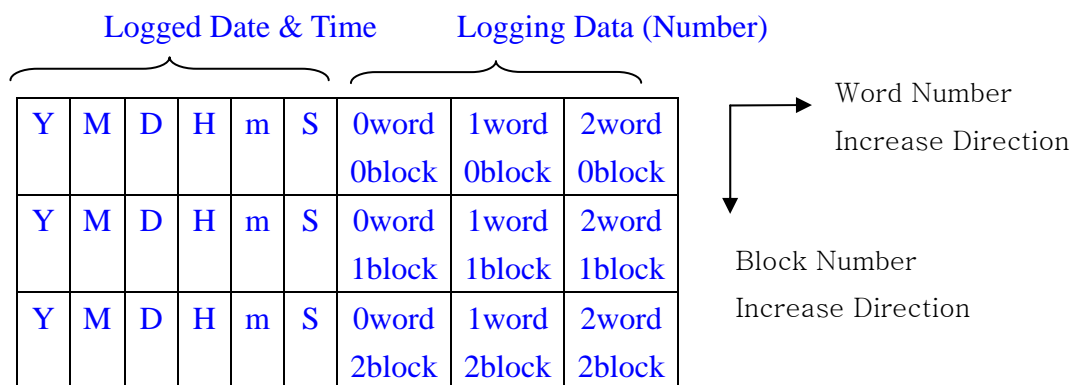 Logged Date & Time Logging Data (Number)
Y M D H m S 0word 1word 2word
0block 0block 0block
Y M D H m S 0word 1word 2word
1block 1block 1block
Y M D H m S 0word 1word 2word
2block 2block 2block
Word Number
Increase Direction
Block Number
Increase Direction